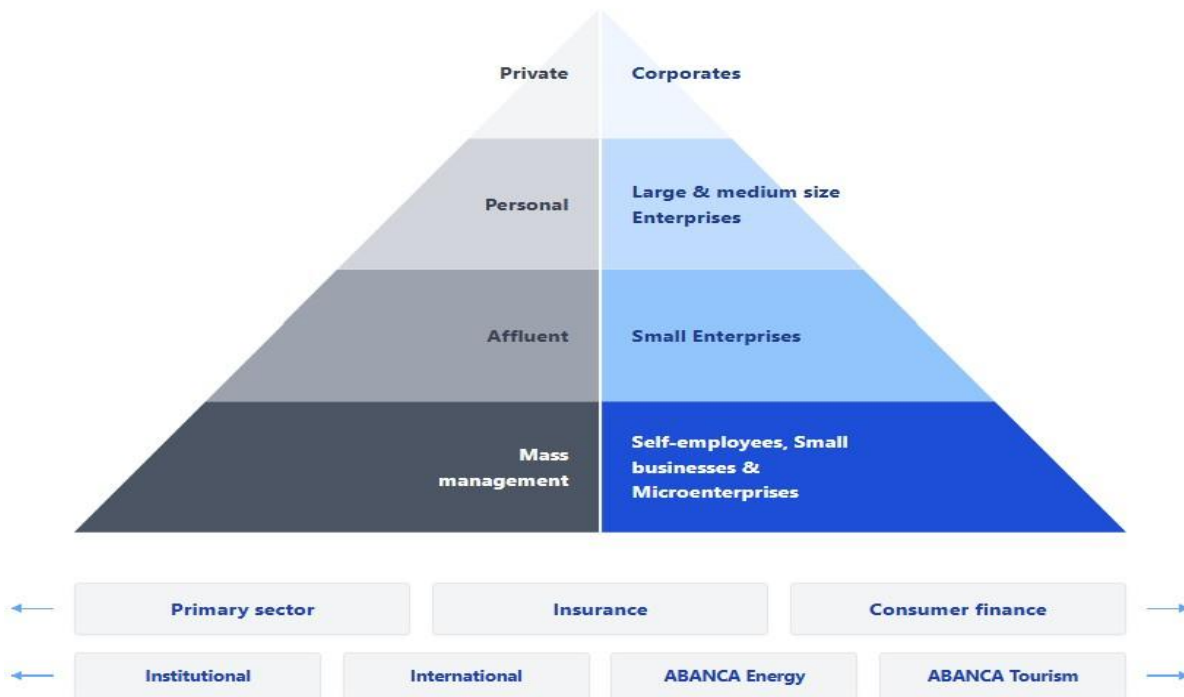 Private
Corporates
Personal
Large & medium size
Enterprises
Affluent
Small Enterprises
Mass
management
Self-employees, Small
businesses &
Microenterprises
Primary sector
Insurance
Consumer finance
Institutional
International
ABANCA Energy
ABANCA Tourism